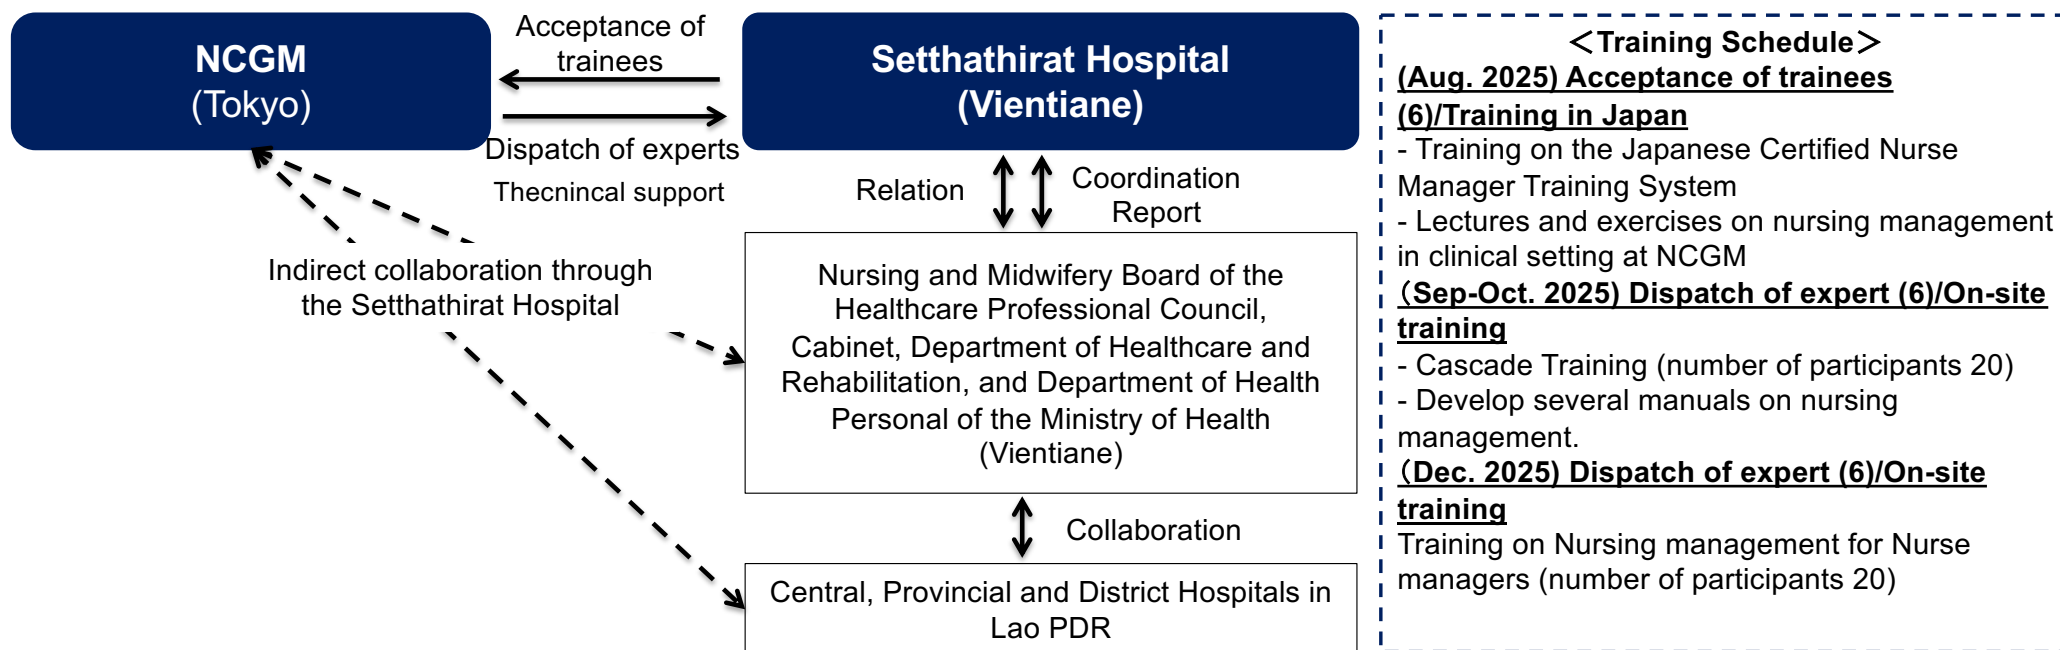 NCGM
(Tokyo)
Acceptance of
trainees
Dispatch of experts
Thecnincal support
Setthathirat Hospital
(Vientiane)
Relation
Coordination
Report
Indirect collaboration through
the Setthathirat Hospital
Nursing and Midwifery Board of the
Healthcare Professional Council,
Cabinet, Department of Healthcare and
Rehabilitation, and Department of Health
Personal of the Ministry of Health
(Vientiane)
Collaboration
Central, Provincial and District Hospitals in
Lao PDR
＜Training Schedule＞
(Aug. 2025) Acceptance of trainees
(6)/Training in Japan
- Training on the Japanese Certified Nurse
Manager Training System
- Lectures and exercises on nursing management
in clinical setting at NCGM
（Sep-Oct. 2025) Dispatch of expert (6)/On-site
training
- Cascade Training (number of participants 20)
- Develop several manuals on nursing
management.
（Dec. 2025) Dispatch of expert (6)/On-site
training
Training on Nursing management for Nurse
managers (number of participants 20)